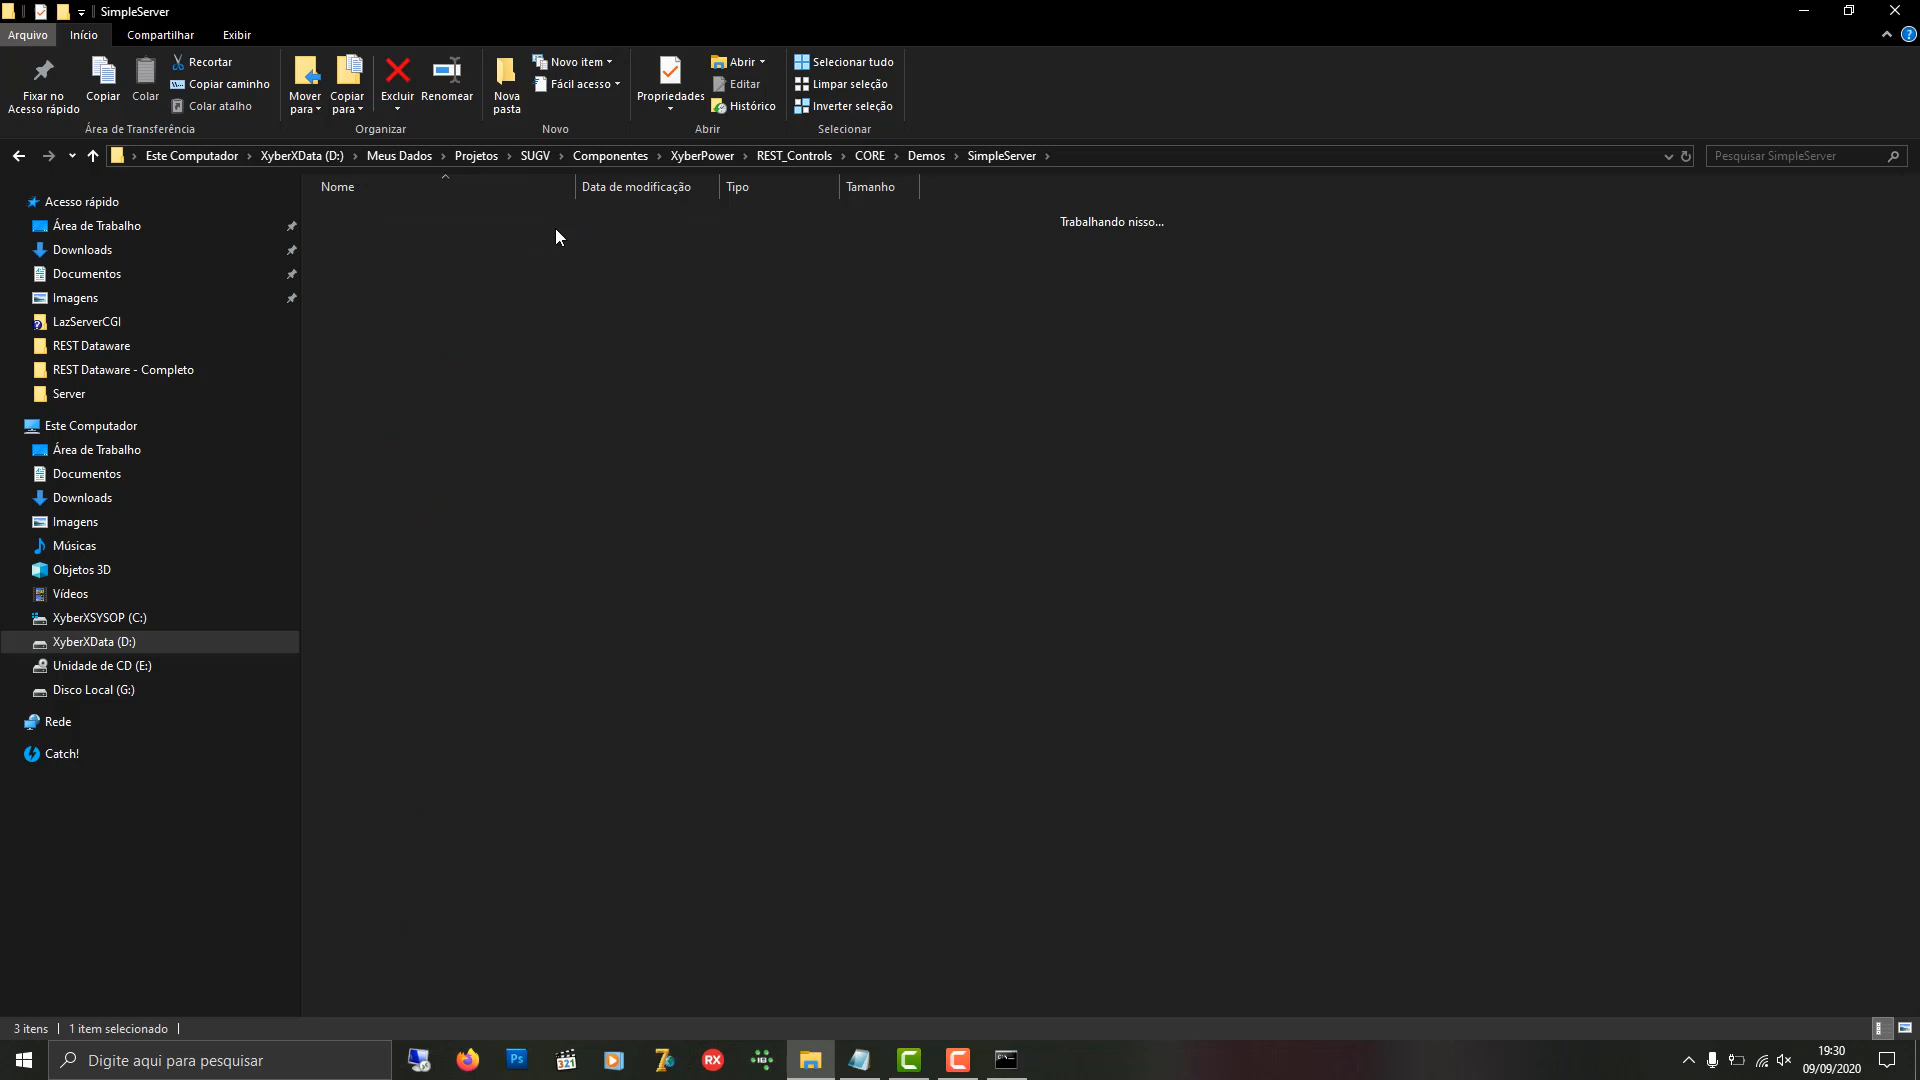 SimpleServer
Arquivo
Início
Compartilhar
Exibir
Fixar no
Acesso rápido
Copiar
Colar
Recortar
Copiar caminho
Colar atalho
Área de Transferência
Mover
para
Copiar
para
Excluir
Renomear
Organizar
Nova
pasta
Novo item
Fácil acesso
Novo
Propriedades
Abrir
Editar
Histórico
Abrir
Selecionar tudo
Limpar seleção
Inverter seleção
Selecionar
Este Computador > XyberXData (D:) > Meus Dados > Projetos > SUGV > Componentes > XyberPower > REST_Controls > CORE > Demos > SimpleServer >
Pesquisar SimpleServer
Nome
Data de modificação
Tipo
Tamanho
Trabalhando nisso...
Acesso rápido
Área de Trabalho
Downloads
Documentos
Imagens
LazServerCGI
REST Dataware
REST Dataware - Completo
Server
Este Computador
Área de Trabalho
Documentos
Downloads
Imagens
Músicas
Objetos 3D
Vídeos
XyberXSYSOP (C:)
XyberXData (D:)
Unidade de CD (E:)
Disco Local (G:)
Rede
Catch!
3 itens
1 item selecionado
Digite aqui para pesquisar
Ps
321
RX
19:30
09/09/2020